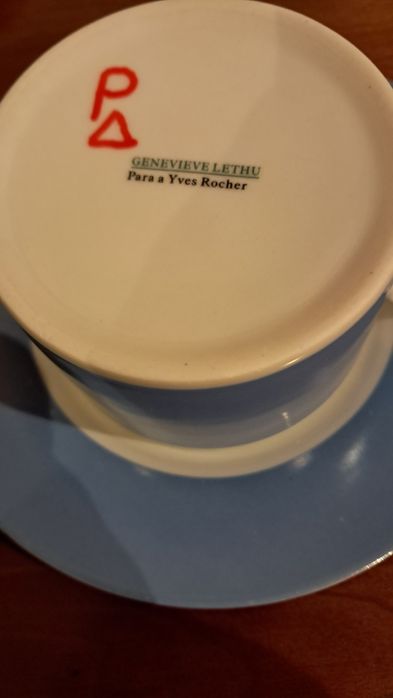 P
Δ
GENEVIEVE LETHU
Para a Yves Rocher